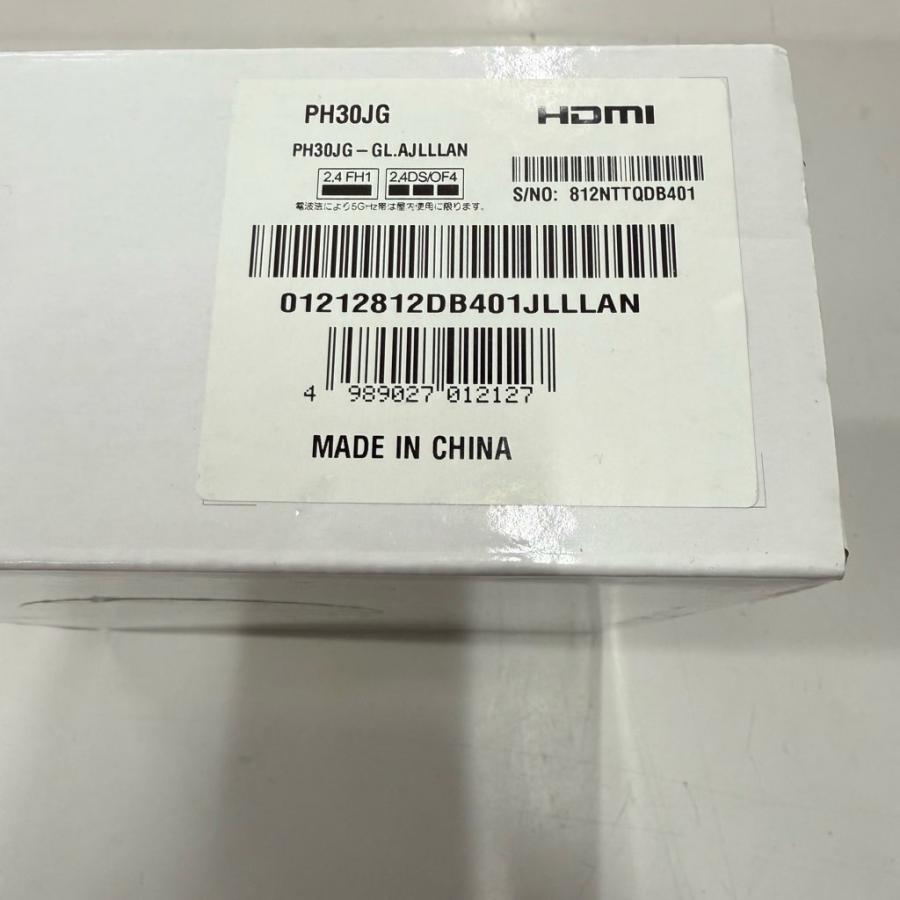 PH30JG
HDMI
PH30JG-GL.AJLLLAN
2.4 FH1
2.4DS/OF4
電波法により5GHz帯は屋内使用に限ります。
S/NO: 812NTTQDB401
01212812DB401JLLLAN
4 989027 012127
MADE IN CHINA